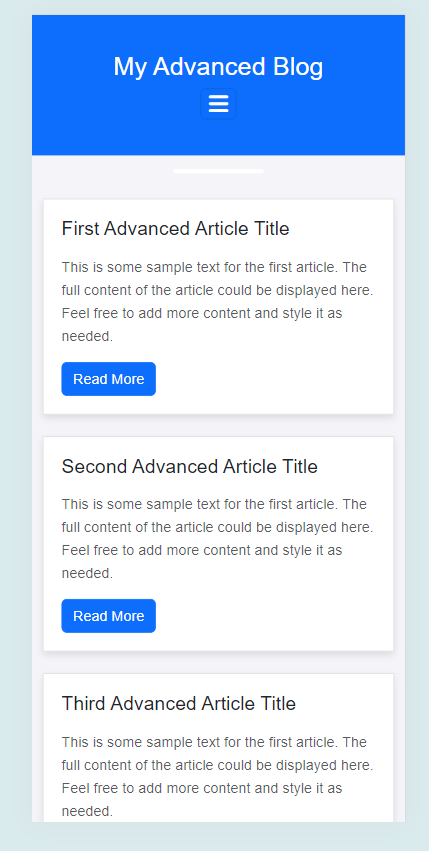 My Advanced Blog
First Advanced Article Title
This is some sample text for the first article. The
full content of the article could be displayed here.
Feel free to add more content and style it as
needed.
Read More
Second Advanced Article Title
This is some sample text for the first article. The
full content of the article could be displayed here.
Feel free to add more content and style it as
needed.
Read More
Third Advanced Article Title
This is some sample text for the first article. The
full content of the article could be displayed here.
Feel free to add more content and style it as
needed.